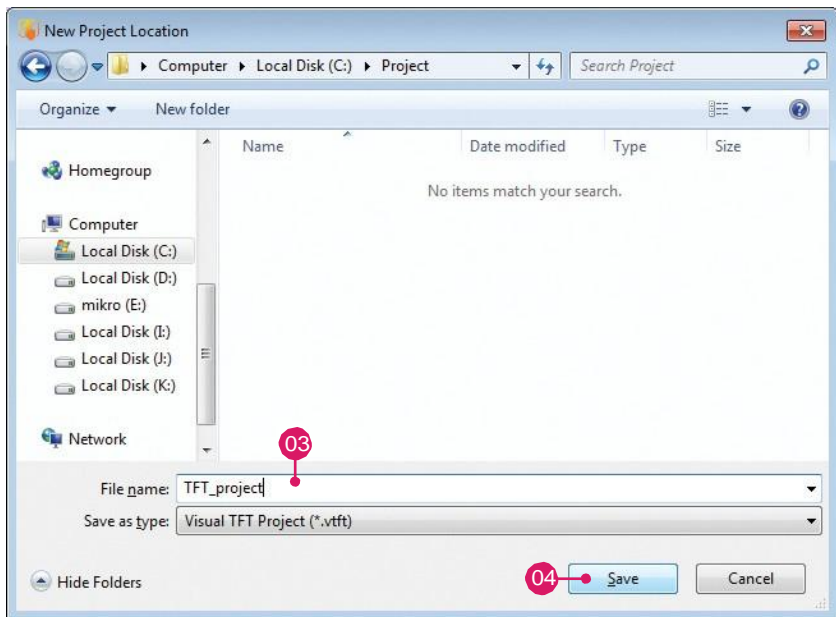 New Project Location
Computer Local Disk (C:) Project Search Project
Organize New folder
Name Date modified Type Size
No items match your search.
Homegroup
Computer
Local Disk (C:)
Local Disk (D:)
mikro (E:)
Local Disk (I:)
Local Disk (J:)
Local Disk (K:)
Network
03
File name: TFT_project
Save as type: Visual TFT Project (*.vtft)
Hide Folders 04 Save Cancel